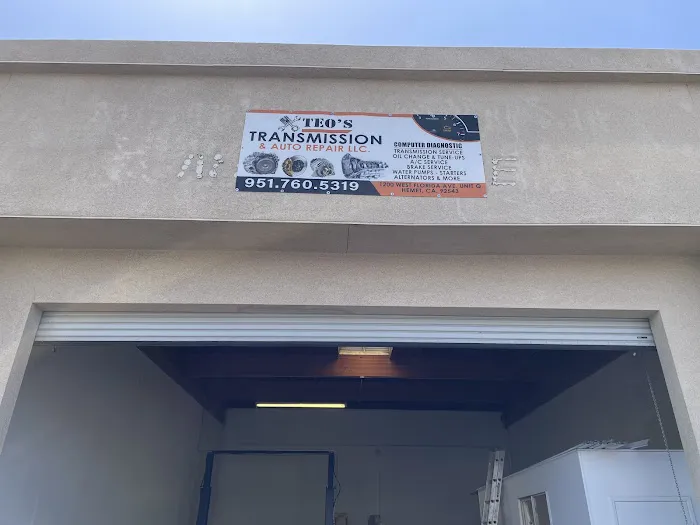 TEO'S
TRANSMISSION
& AUTO REPAIR LLC.
951.760.5319
COMPUTER DIAGNOSTIC
TRANSMISSION SERVICE
OIL CHANGE & TUNE-UPS
A/C SERVICE
BRAKE SERVICE
WATER PUMPS - STARTERS
ALTERNATORS & MORE..
1200 WEST FLORIDA AVE. UNIT G
HEMET, CA. 92543